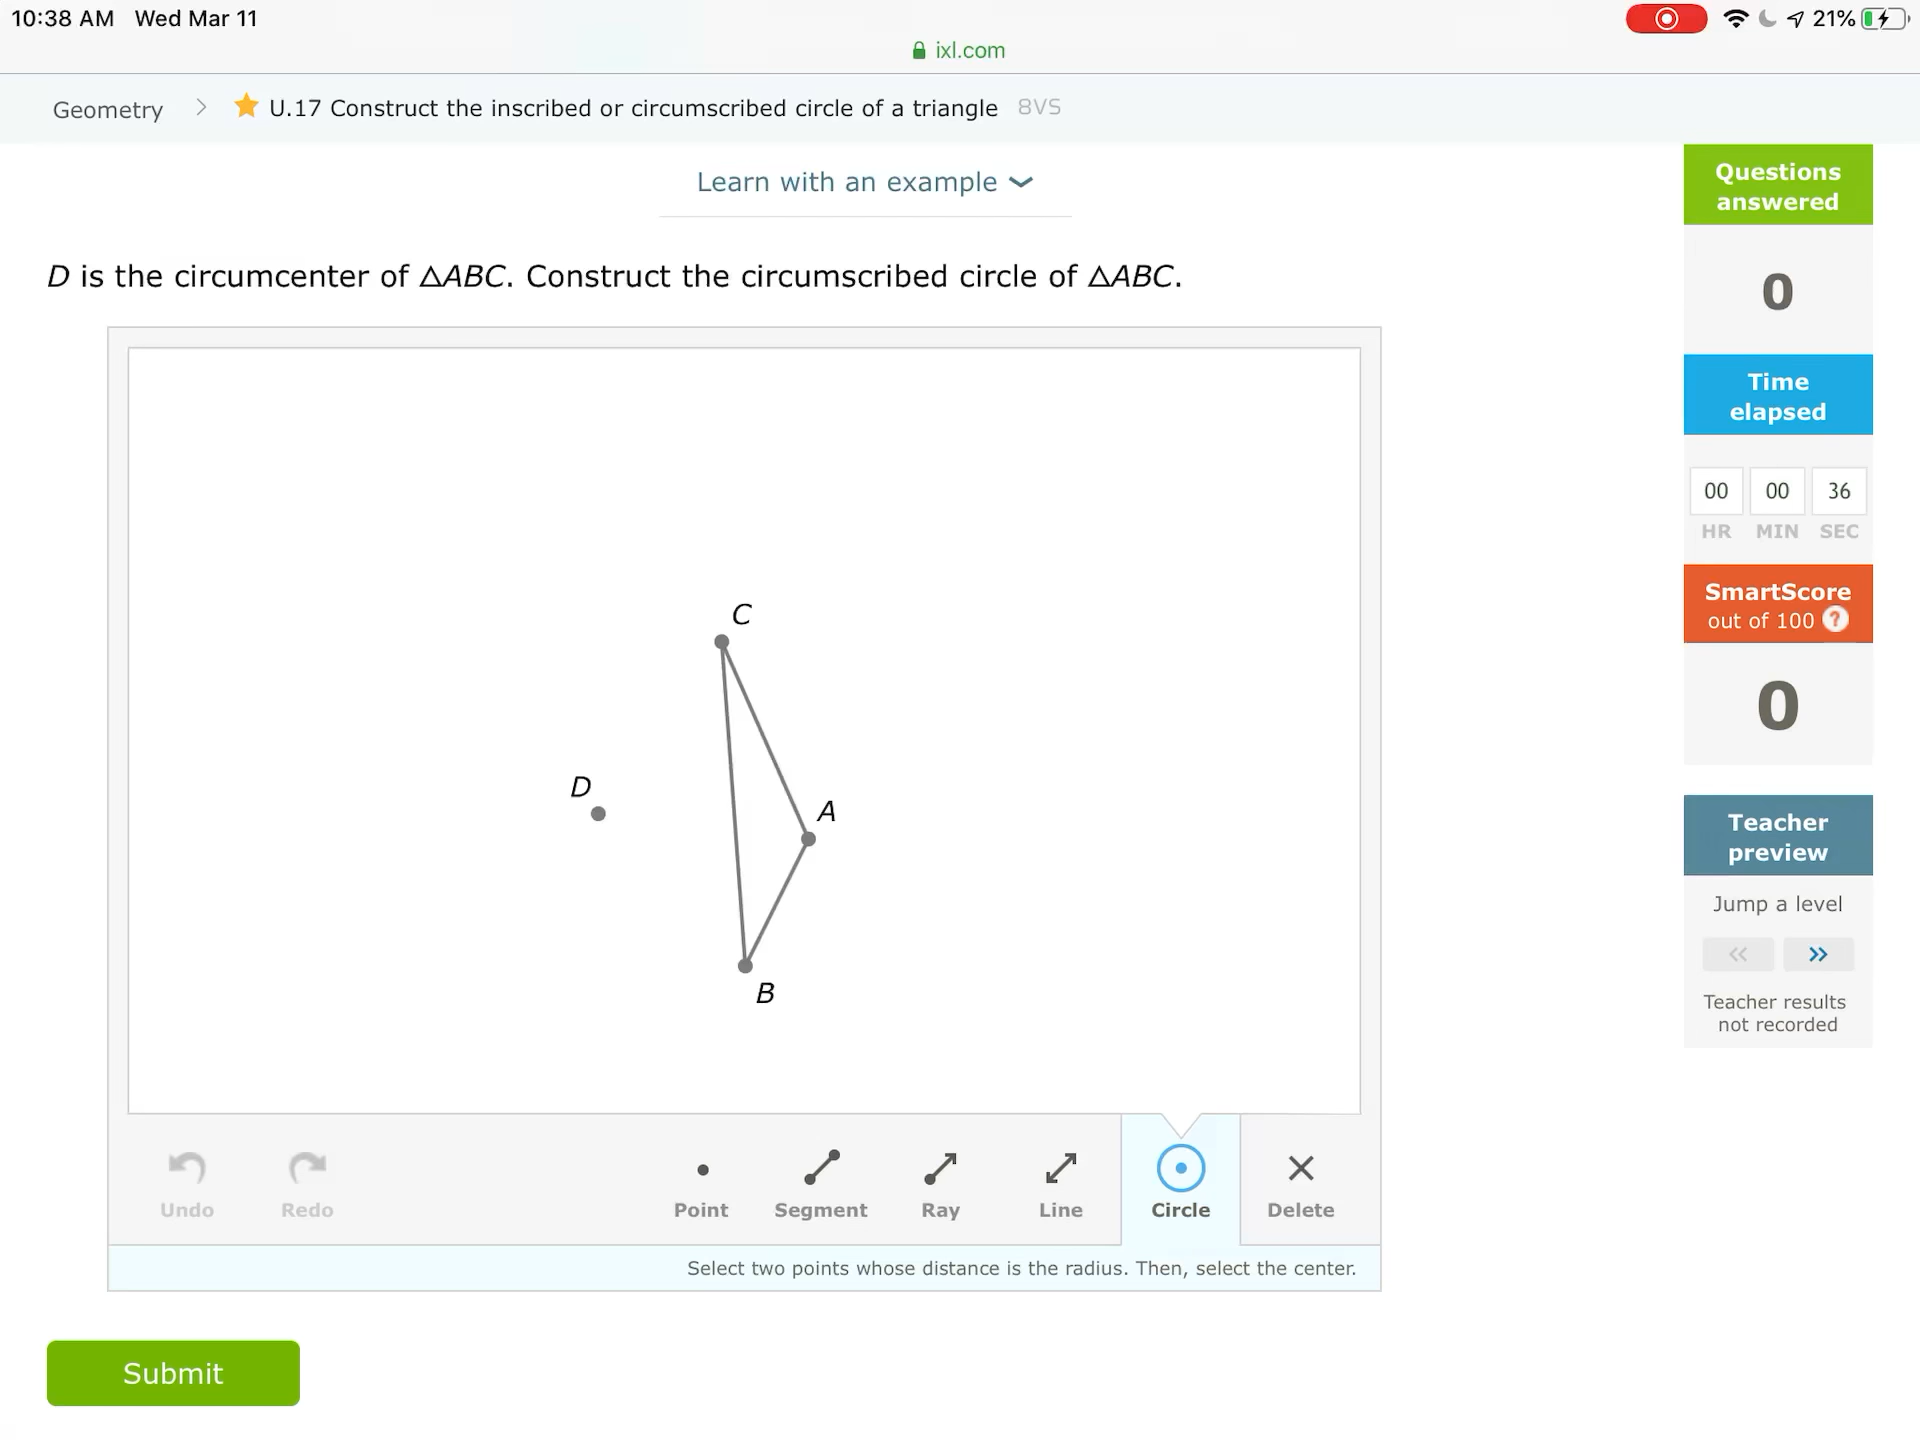 10:38 AM Wed Mar 11
21%
ixl.com
Geometry
U.17 Construct the inscribed or circumscribed circle of a triangle 8VS
Learn with an example
D is the circumcenter of △ABC. Construct the circumscribed circle of △ABC.
C
D
A
B
Undo
Redo
Point
Segment
Ray
Line
Circle
Delete
Select two points whose distance is the radius. Then, select the center.
Submit
Questions
answered
0
Time
elapsed
00 00 36
HR MIN SEC
SmartScore
out of 100 ?
0
Teacher
preview
Jump a level
Teacher results
not recorded